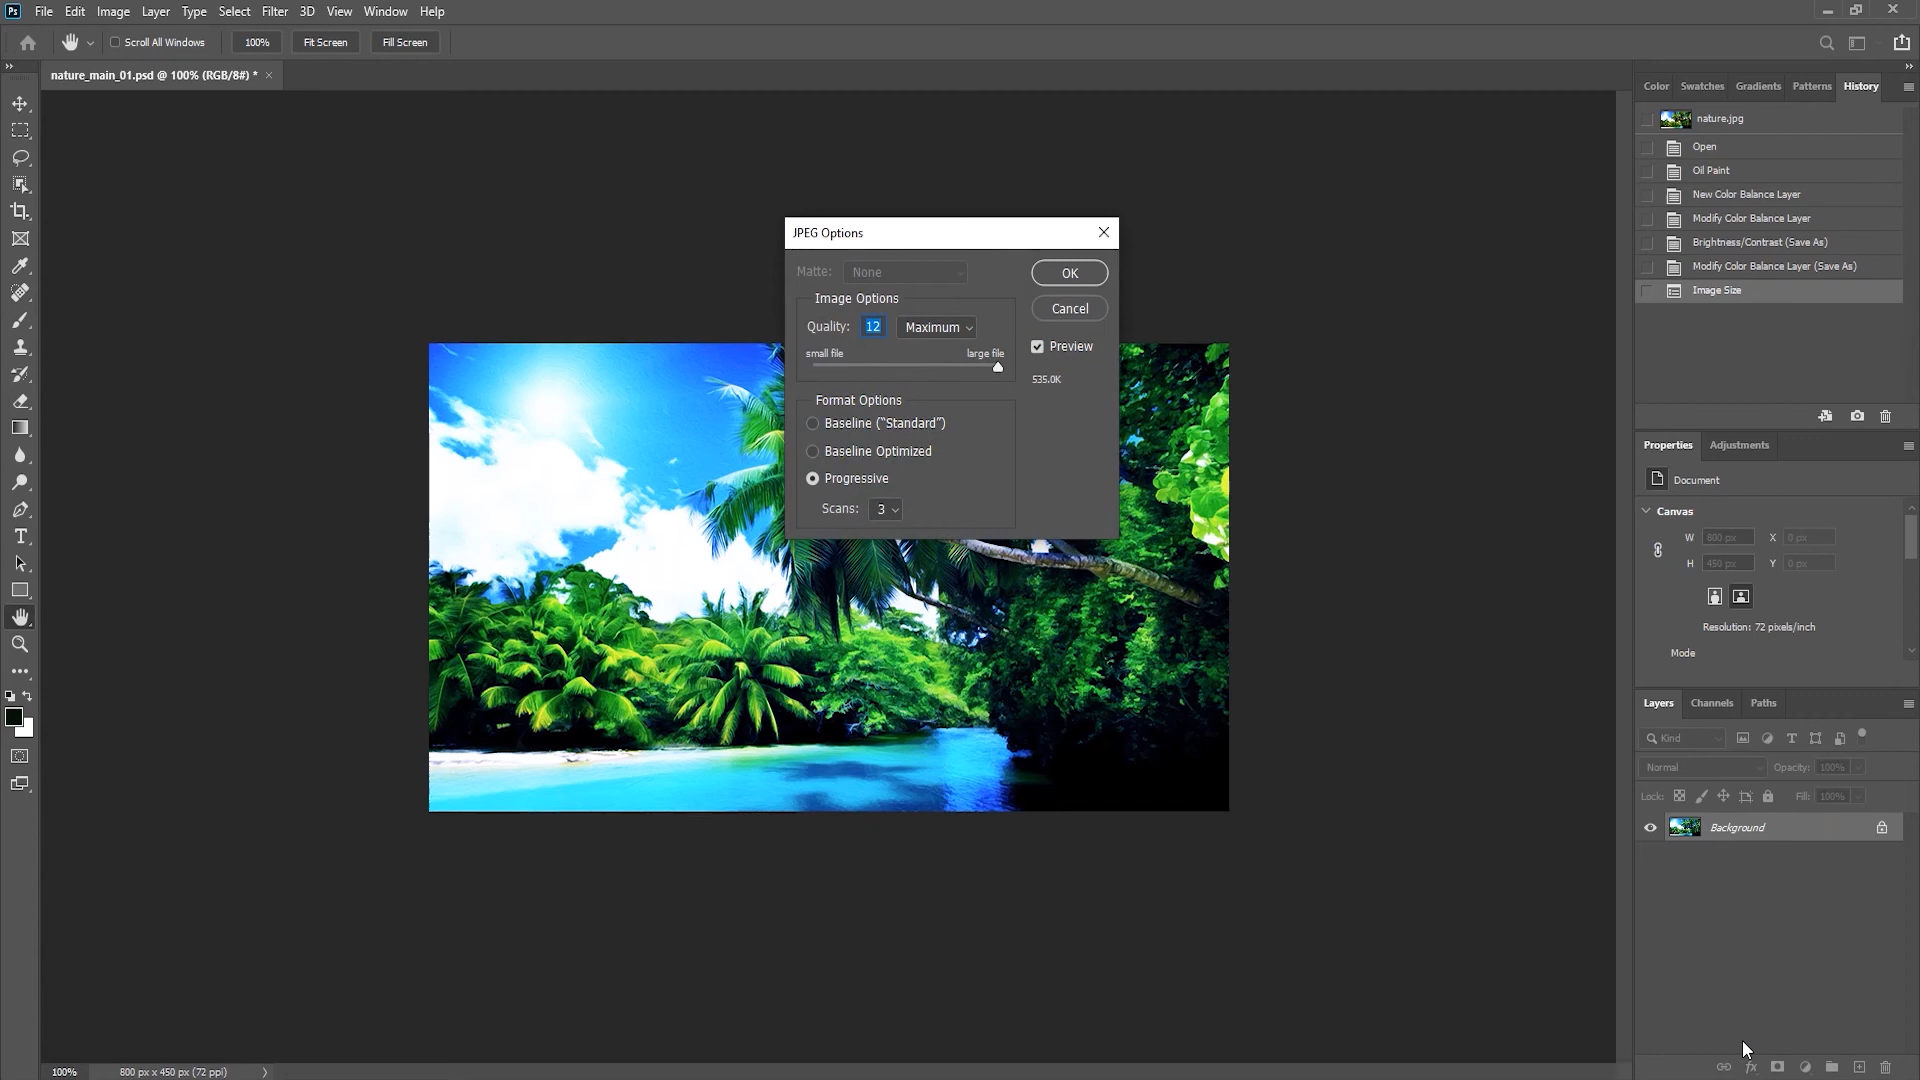 Ps File Edit Image Layer Type Select Filter 3D View Window Help
Scroll All Windows 100% Fit Screen Fill Screen
nature_main_01.psd @ 100% (RGB/8#) * ×
JPEG Options
Matte: None
OK
Image Options
Cancel
Quality: 12 Maximum
Preview
small file large file
535.0K
Format Options
Baseline (“Standard”)
Baseline Optimized
Progressive
Scans: 3
Color Swatches Gradients Patterns History
nature.jpg
Open
Oil Paint
New Color Balance Layer
Modify Color Balance Layer
Brightness/Contrast (Save As)
Modify Color Balance Layer (Save As)
Image Size
Properties Adjustments
Document
Canvas
W 800 px X 0 px
H 450 px Y 0 px
Resolution: 72 pixels/inch
Mode
Layers Channels Paths
Kind
Normal Opacity: 100%
Lock: Fill: 100%
Background
fx
100% 800 px x 450 px (72 ppi)